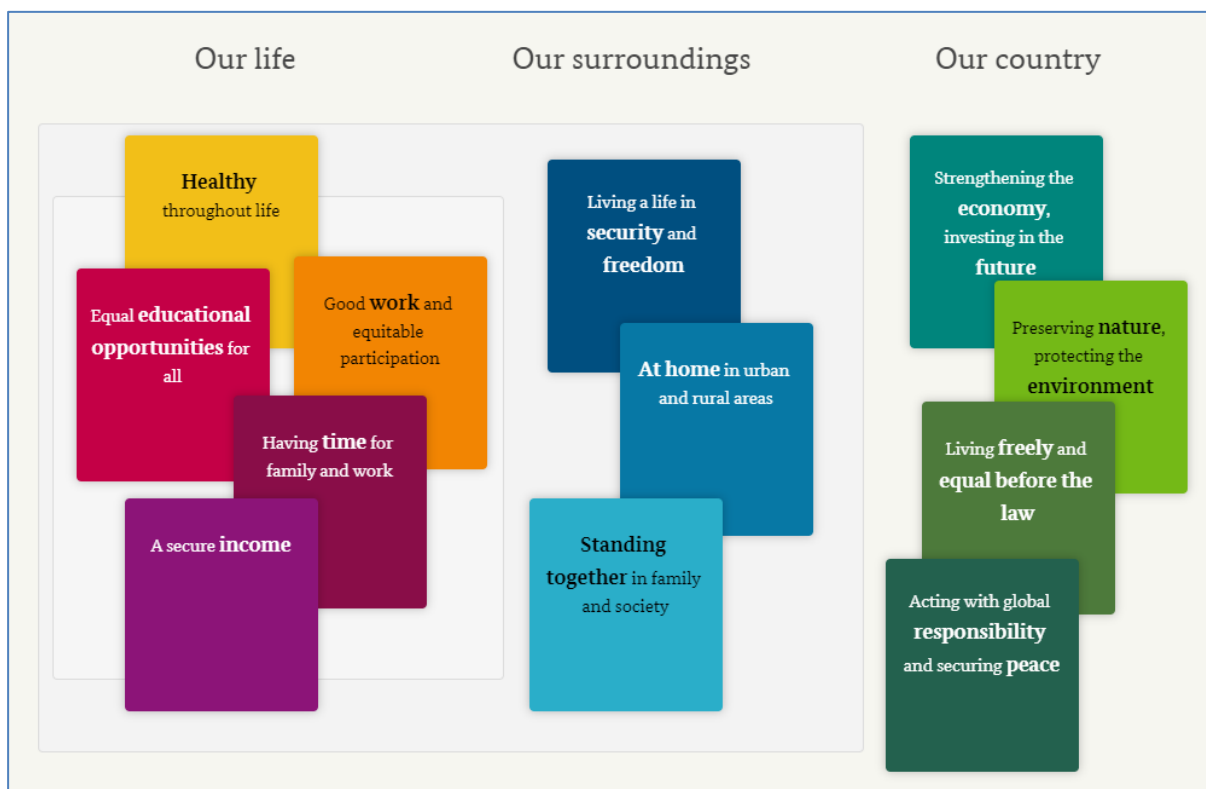 Our life
Our surroundings
Our country
Healthy
throughout life
Equal educational
opportunities for
all
Good work and
equitable
participation
Having time for
family and work
A secure income
Living a life in
security and
freedom
At home in urban
and rural areas
Standing
together in family
and society
Strengthening the
economy,
investing in the
future
Preserving nature,
protecting the
environment
Living freely and
equal before the
law
Acting with global
responsibility
and securing peace